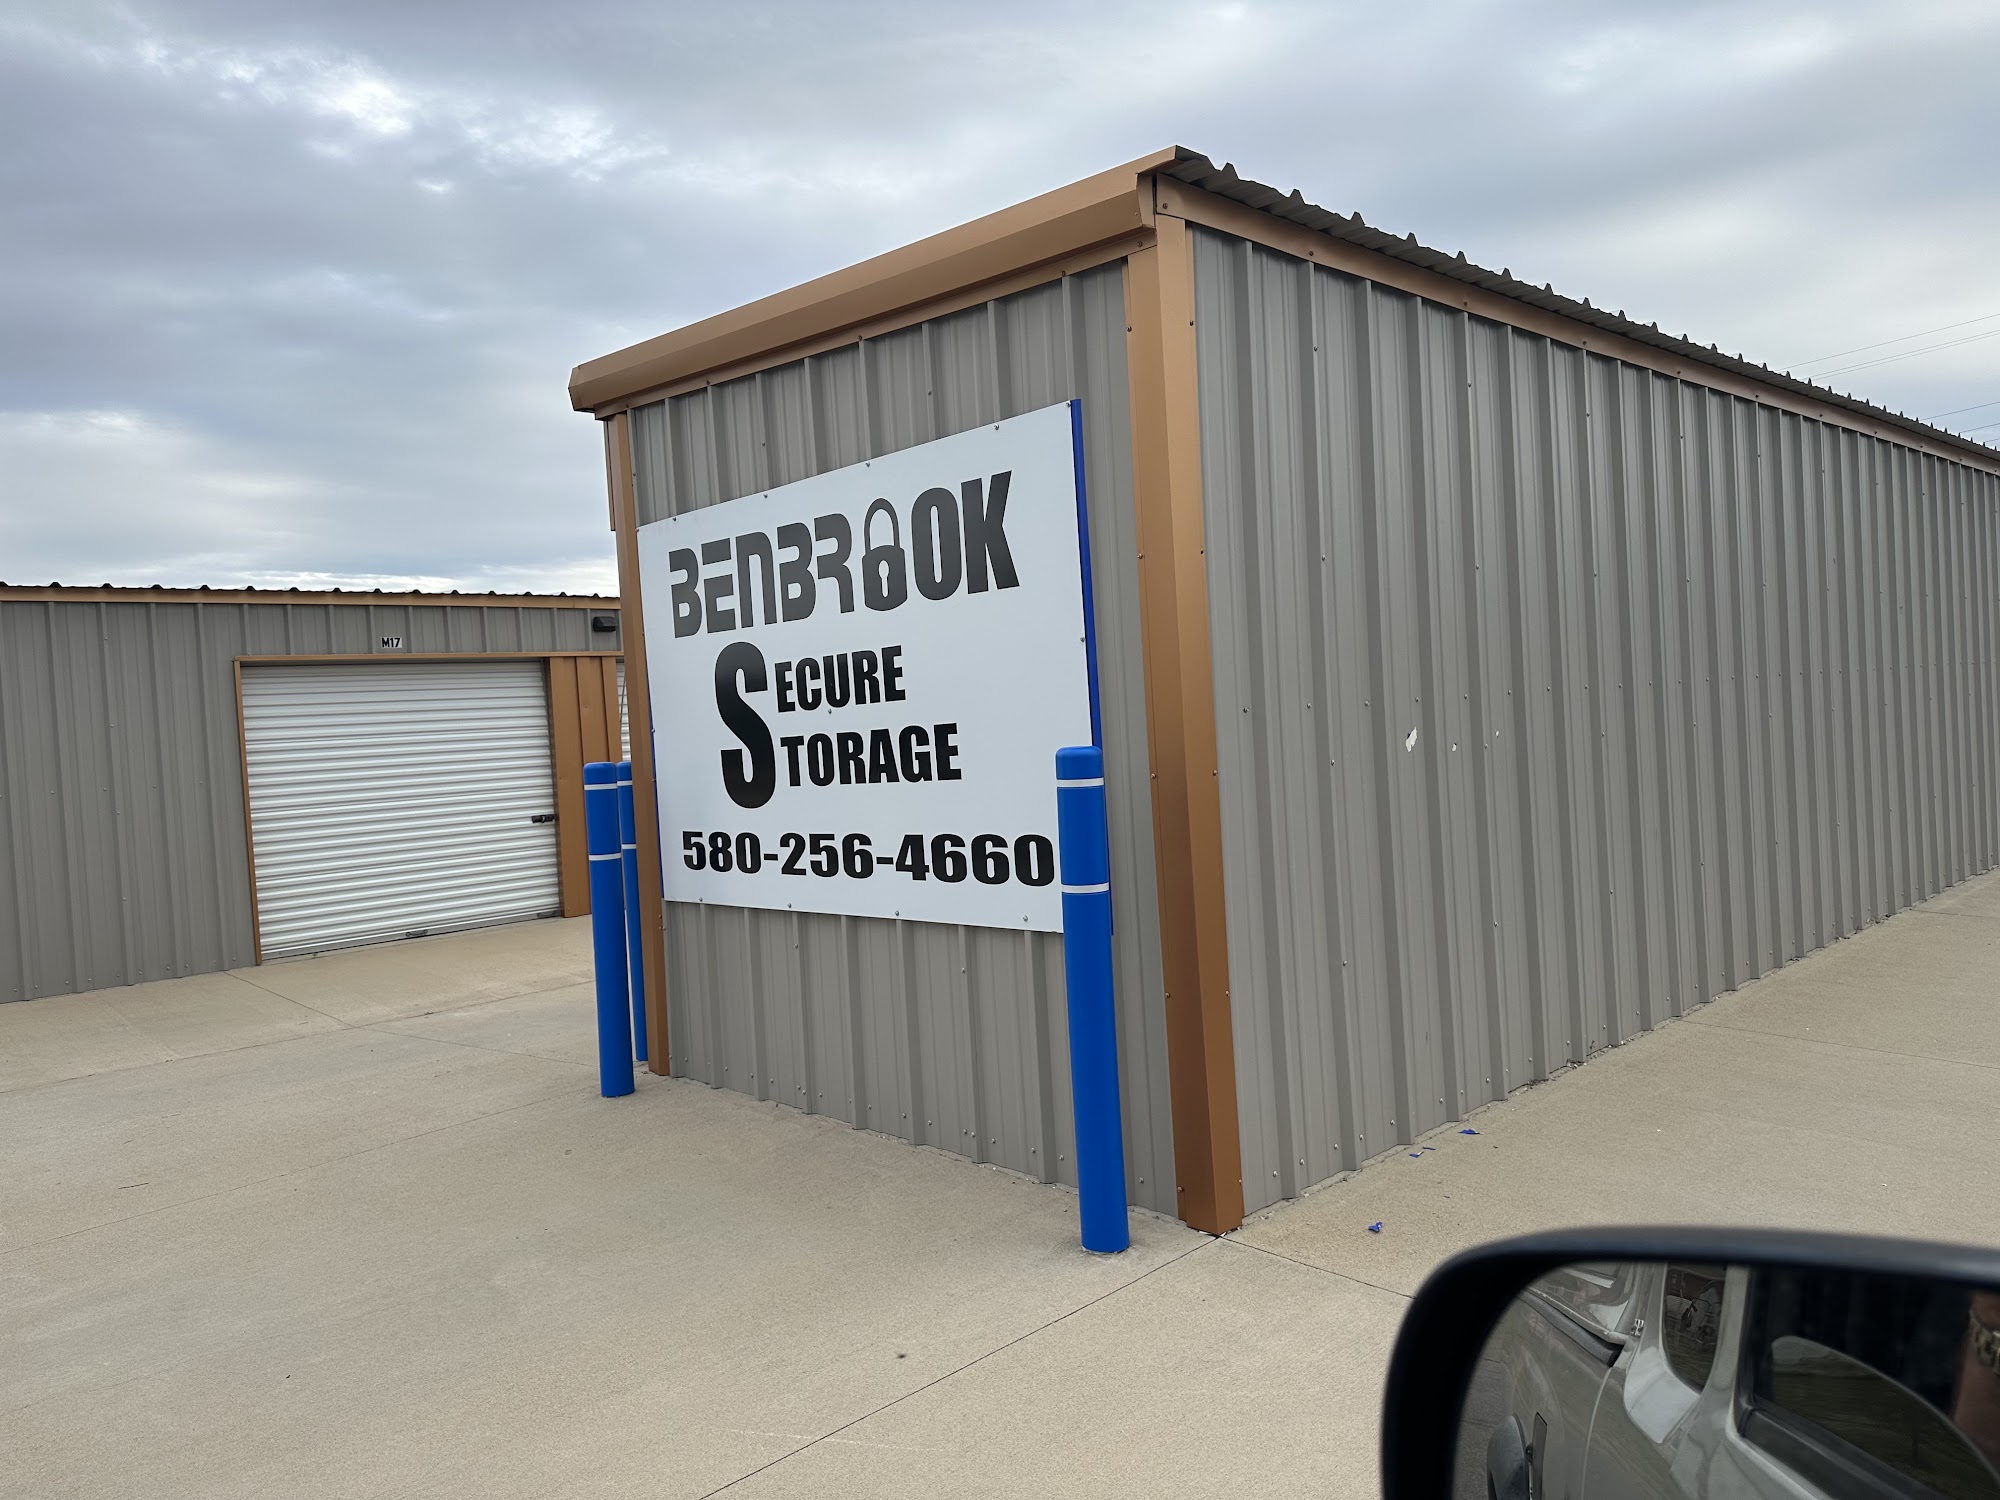 BENBROOK
SECURE
STORAGE
580-256-4660
M17